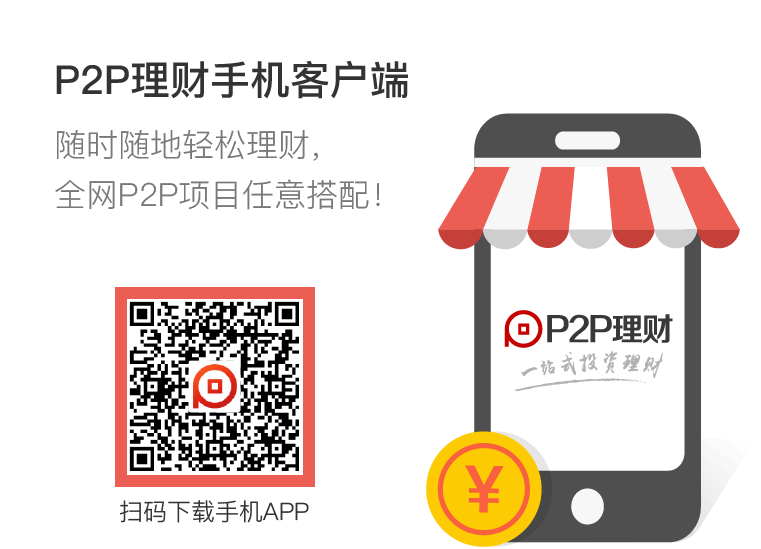 P2P理财手机客户端
随时随地轻松理财，
全网P2P项目任意搭配！
P2P理财
一站式投资理财
¥
扫码下载手机APP